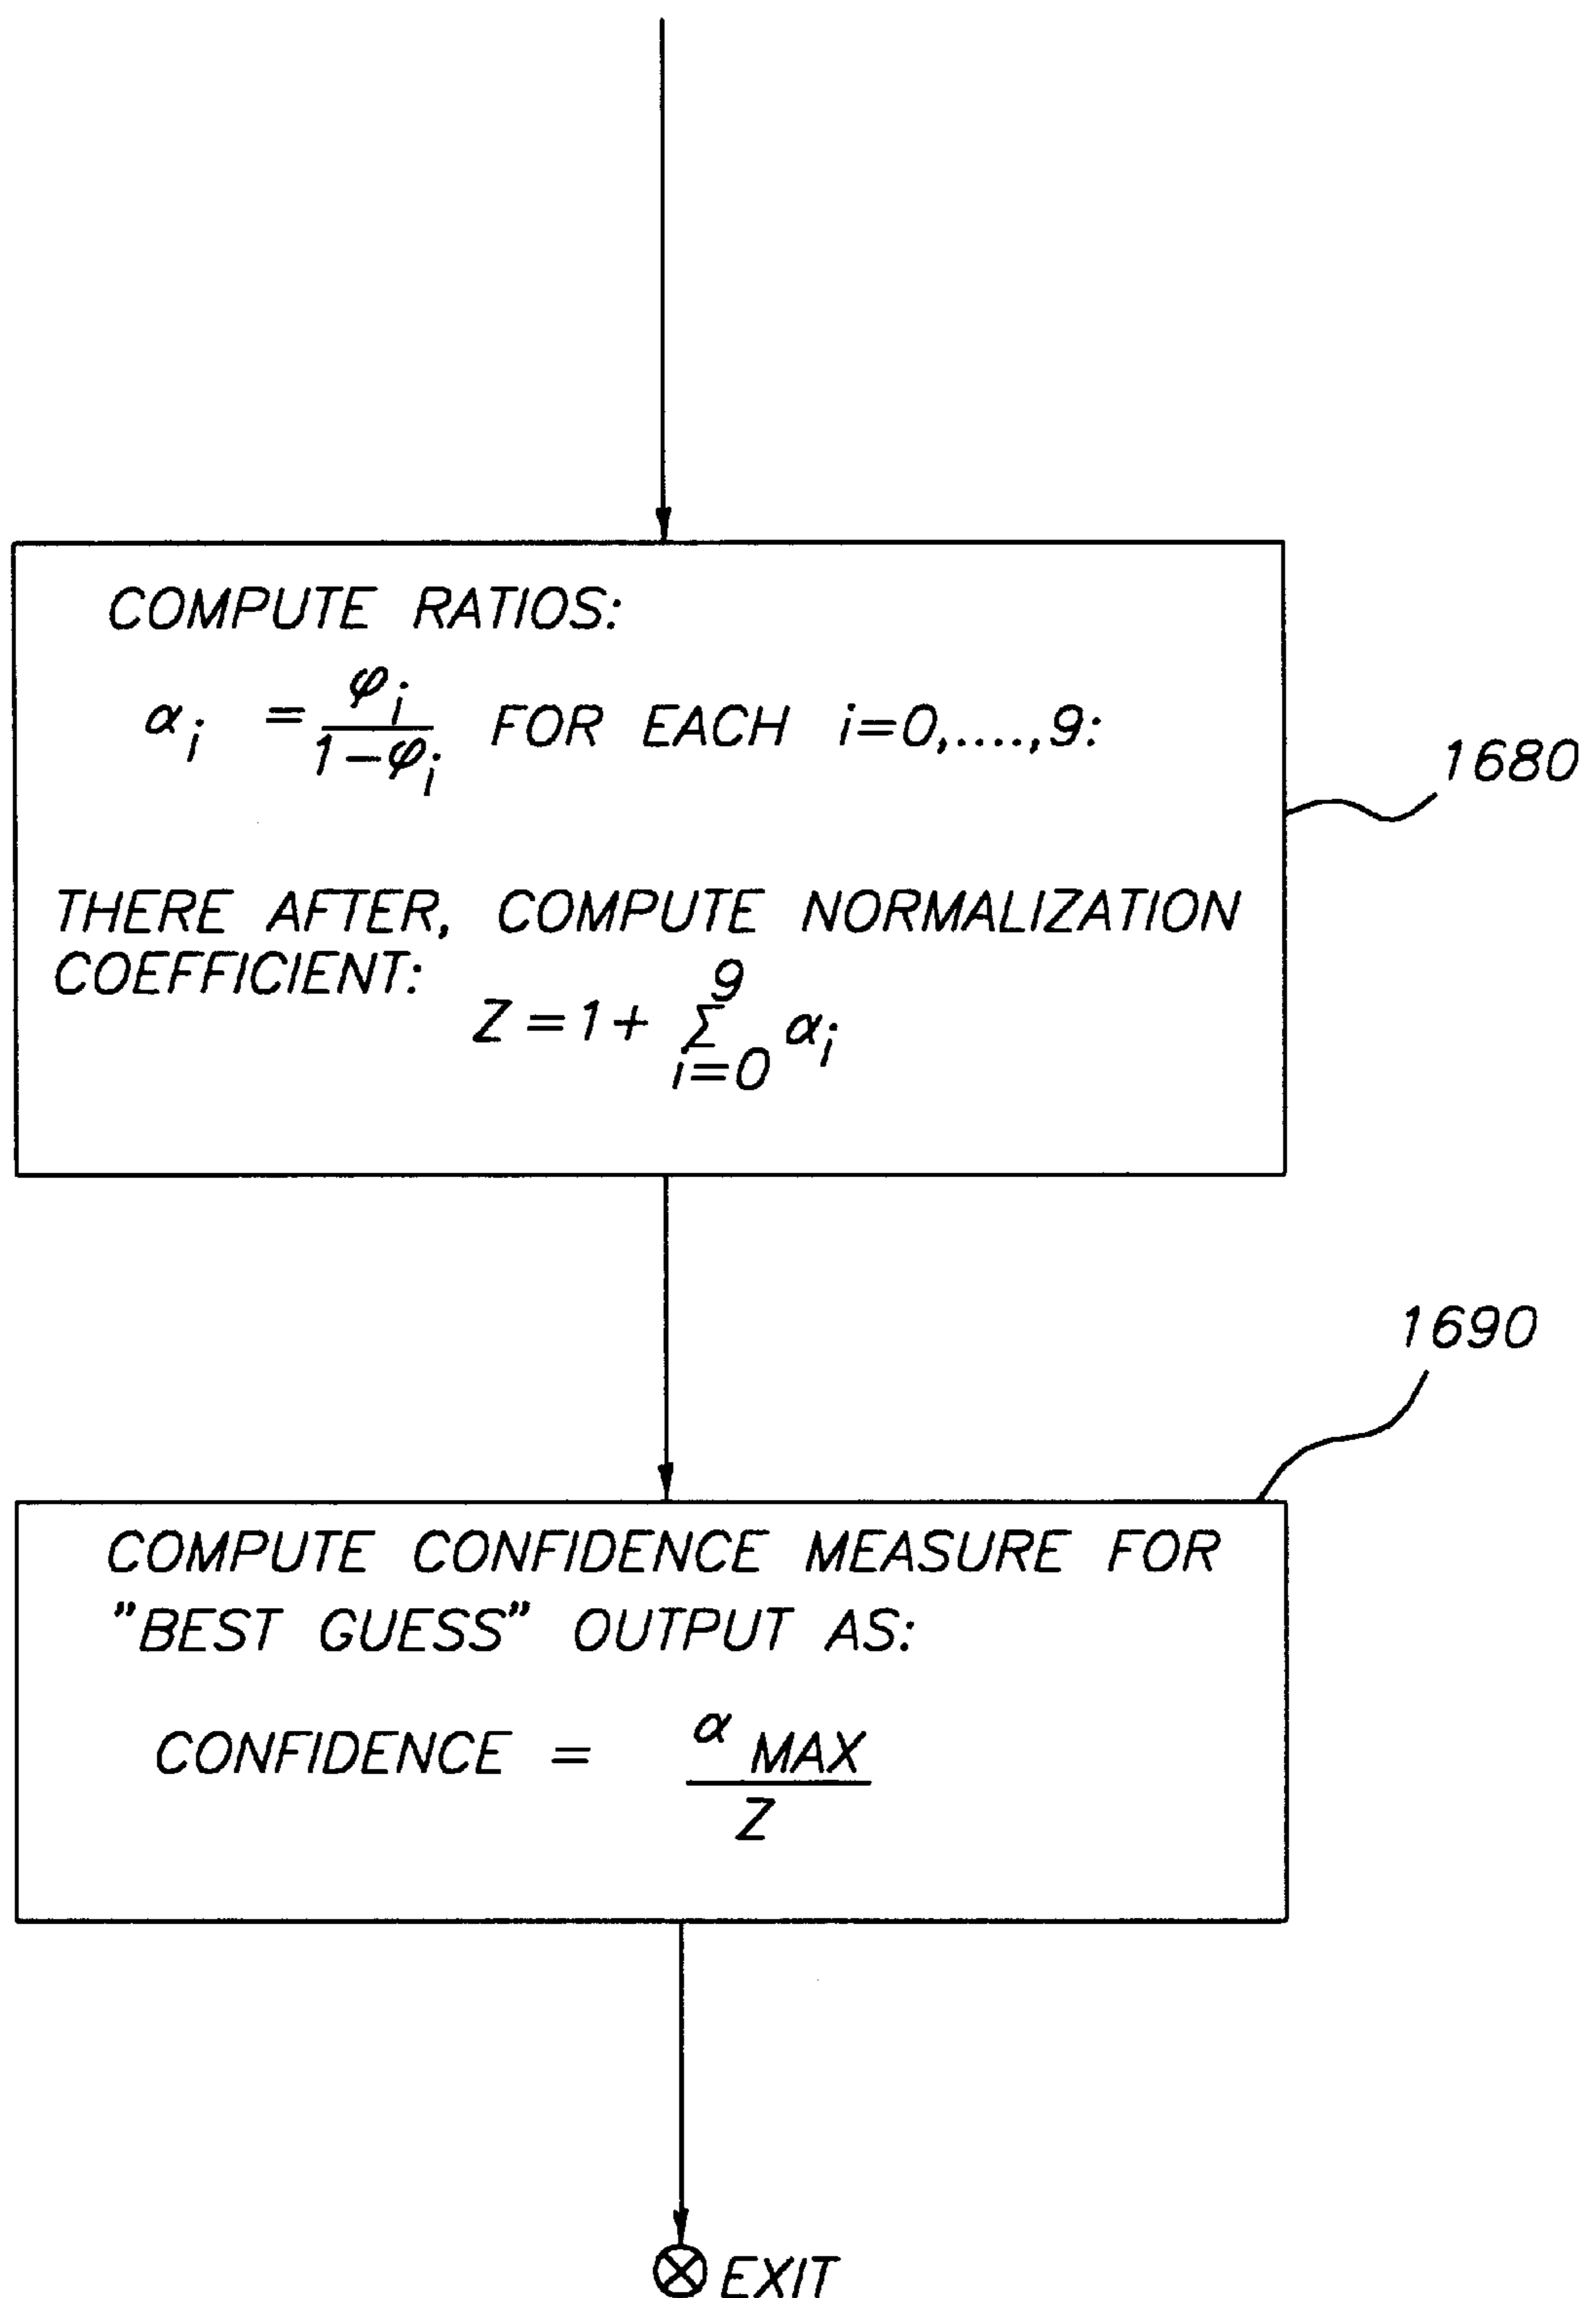 COMPUTE RATIOS:
α_i = φ_i / 1-φ_i FOR EACH i=0,....,9:
1680
THERE AFTER, COMPUTE NORMALIZATION
COEFFICIENT:
Z = 1 + Σ_{i=0}^{9} α_i
1690
COMPUTE CONFIDENCE MEASURE FOR
"BEST GUESS" OUTPUT AS:
CONFIDENCE = α_MAX / Z
EXIT